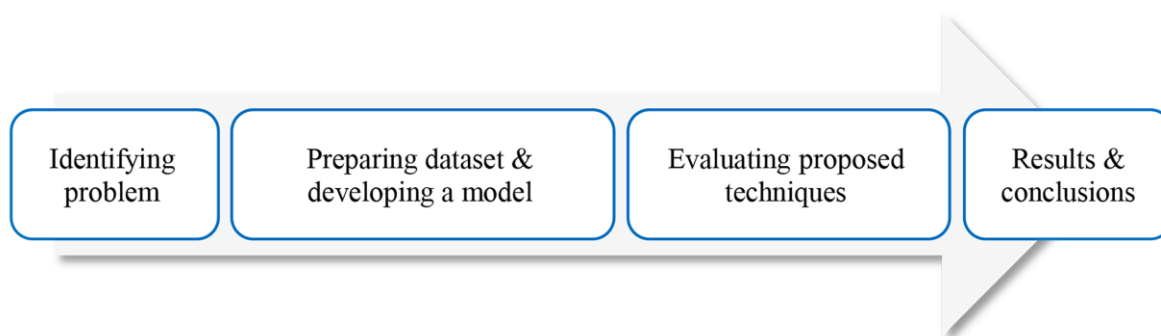 Identifying
problem
Preparing dataset &
developing a model
Evaluating proposed
techniques
Results &
conclusions